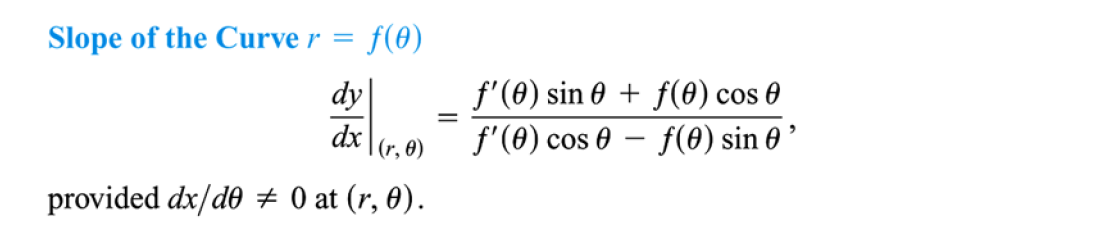 Slope of the Curve r = f(θ)
dy/dx|(r, θ) = f′(θ) sin θ + f(θ) cos θ / f′(θ) cos θ − f(θ) sin θ,
provided dx/dθ ≠ 0 at (r, θ).